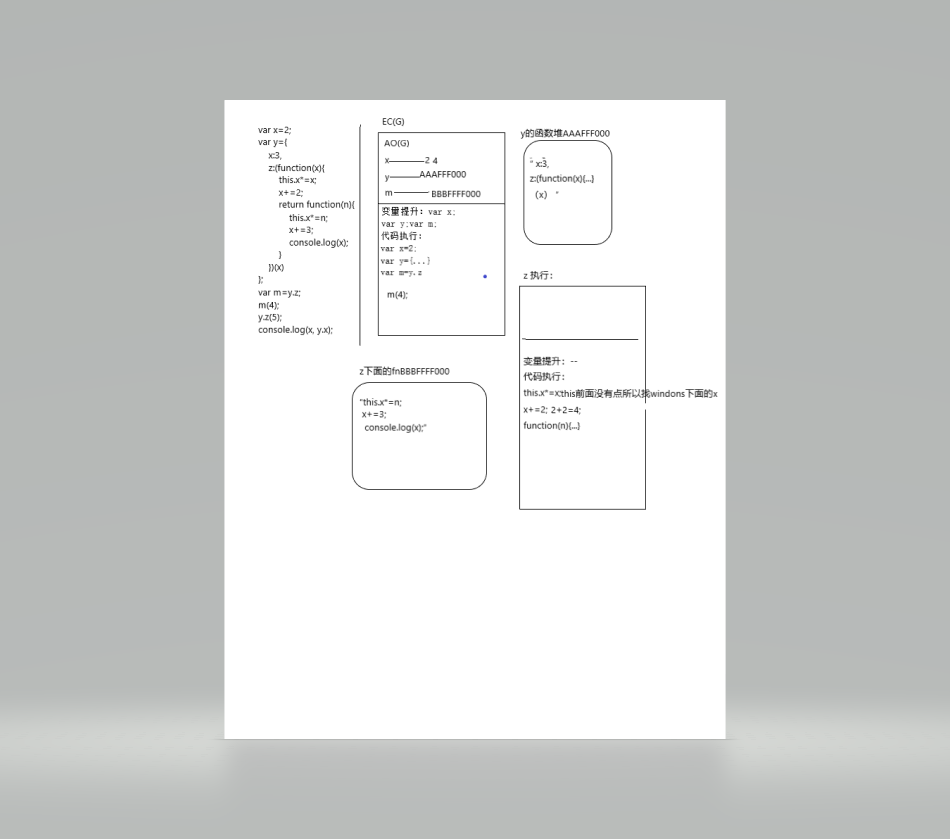 var x=2;
var y={
x:3,
z:(function(x){
this.x*=x;
x+=2;
return function(n){
this.x*=n;
x+=3;
console.log(x);
}
})(x)
};
var m=y.z;
m(4);
y.z(5);
console.log(x, y.x);
EC(G)
AO(G)
x 2 4
y AAAFFF000
m BBBFFFF000
变量提升：var x;
var y;var m;
代码执行：
var x=2;
var y={...}
var m=y.z
m(4);
y的函数堆AAAFFF000
" x:3,
z:(function(x){...}
(x) "
z 执行：
变量提升：--
代码执行：
this.x*=x;this前面没有点所以找windons下面的x
x+=2; 2+2=4;
function(n){...}
z下面的fnBBBFFFF000
"this.x*=n;
x+=3;
console.log(x);"